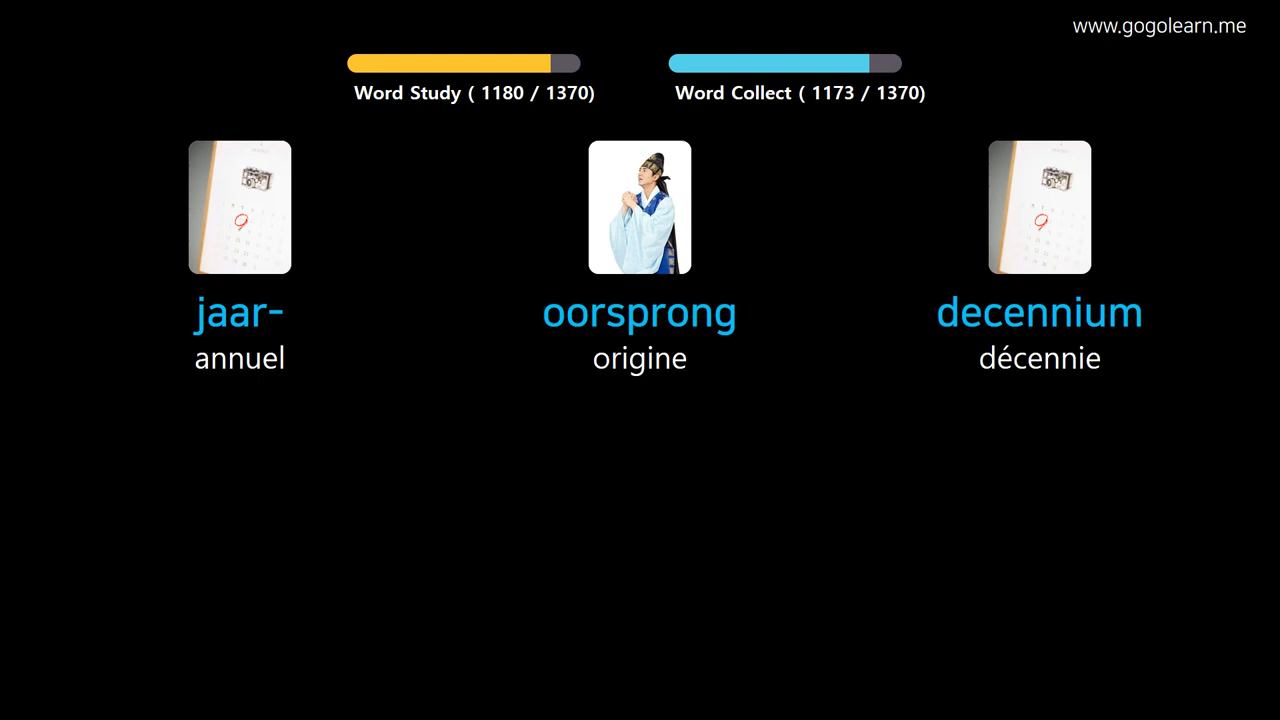 www.gogolearn.me
Word Study ( 1180 / 1370)
Word Collect ( 1173 / 1370)
jaar-
oorsprong
decennium
annuel
origine
décennie